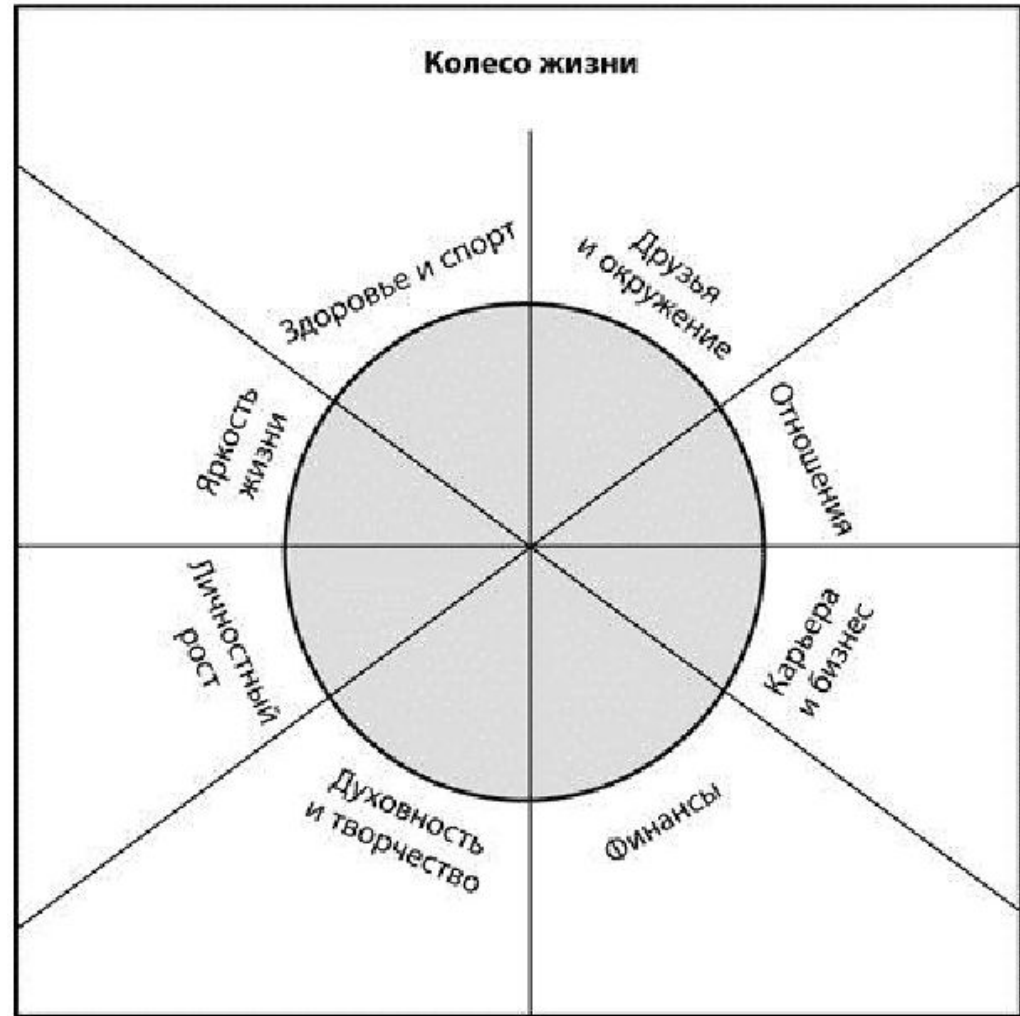 Колесо жизни
Здоровье и спорт
Друзья
и окружение
Яркость
жизни
Отношения
Личностный
рост
Карьера
и бизнес
Духовность
и творчество
Финансы